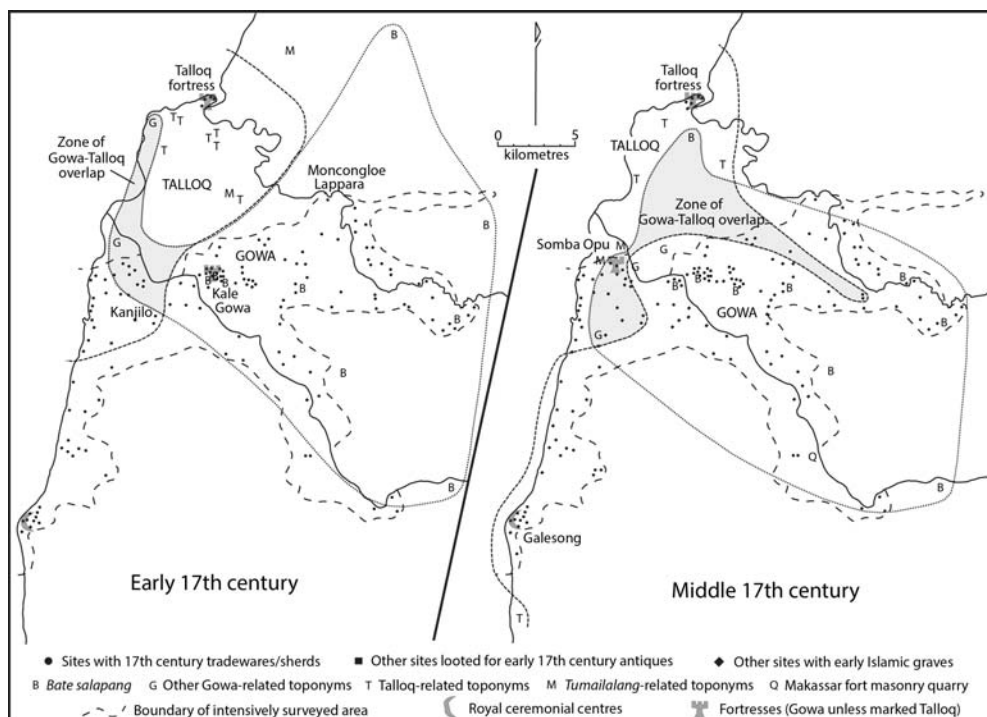 Talloq
fortress
Zone of
Gowa-Talloq
overlap
TALLOQ
G
T
T
T
T
T
T
M
T
M
B
Moncongloe
Lappara
B
GOWA
G
B
B
Kale
Gowa
Kanjilo
B
B
B
B
Early 17th century
0 5
kilometres
Talloq
fortress
T
TALLOQ
B
T
T
Zone of
Gowa-Talloq
overlap
Somba Opu
M
M
G
G
B
B
B
B
B
GOWA
G
B
Q
B
Galesong
T
Middle 17th century
Sites with 17th century tradewares/sherds
Other sites looted for early 17th century antiques
Other sites with early Islamic graves
B Bate salapang G Other Gowa-related toponyms T Talloq-related toponyms M Tumailalang-related toponyms Q Makassar fort masonry quarry
Boundary of intensively surveyed area
Royal ceremonial centres
Fortresses (Gowa unless marked Talloq)